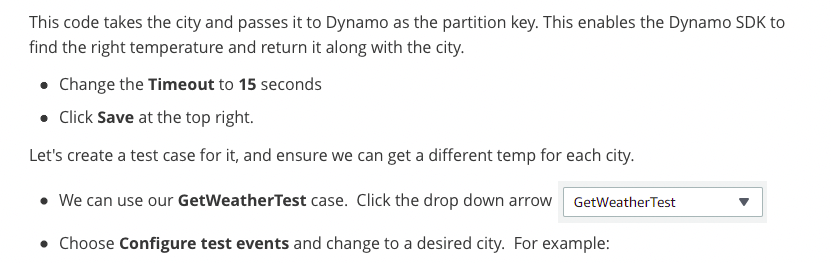 This code takes the city and passes it to Dynamo as the partition key. This enables the Dynamo SDK to
find the right temperature and return it along with the city.
• Change the Timeout to 15 seconds
• Click Save at the top right.
Let's create a test case for it, and ensure we can get a different temp for each city.
• We can use our GetWeatherTest case. Click the drop down arrow GetWeatherTest
• Choose Configure test events and change to a desired city. For example: